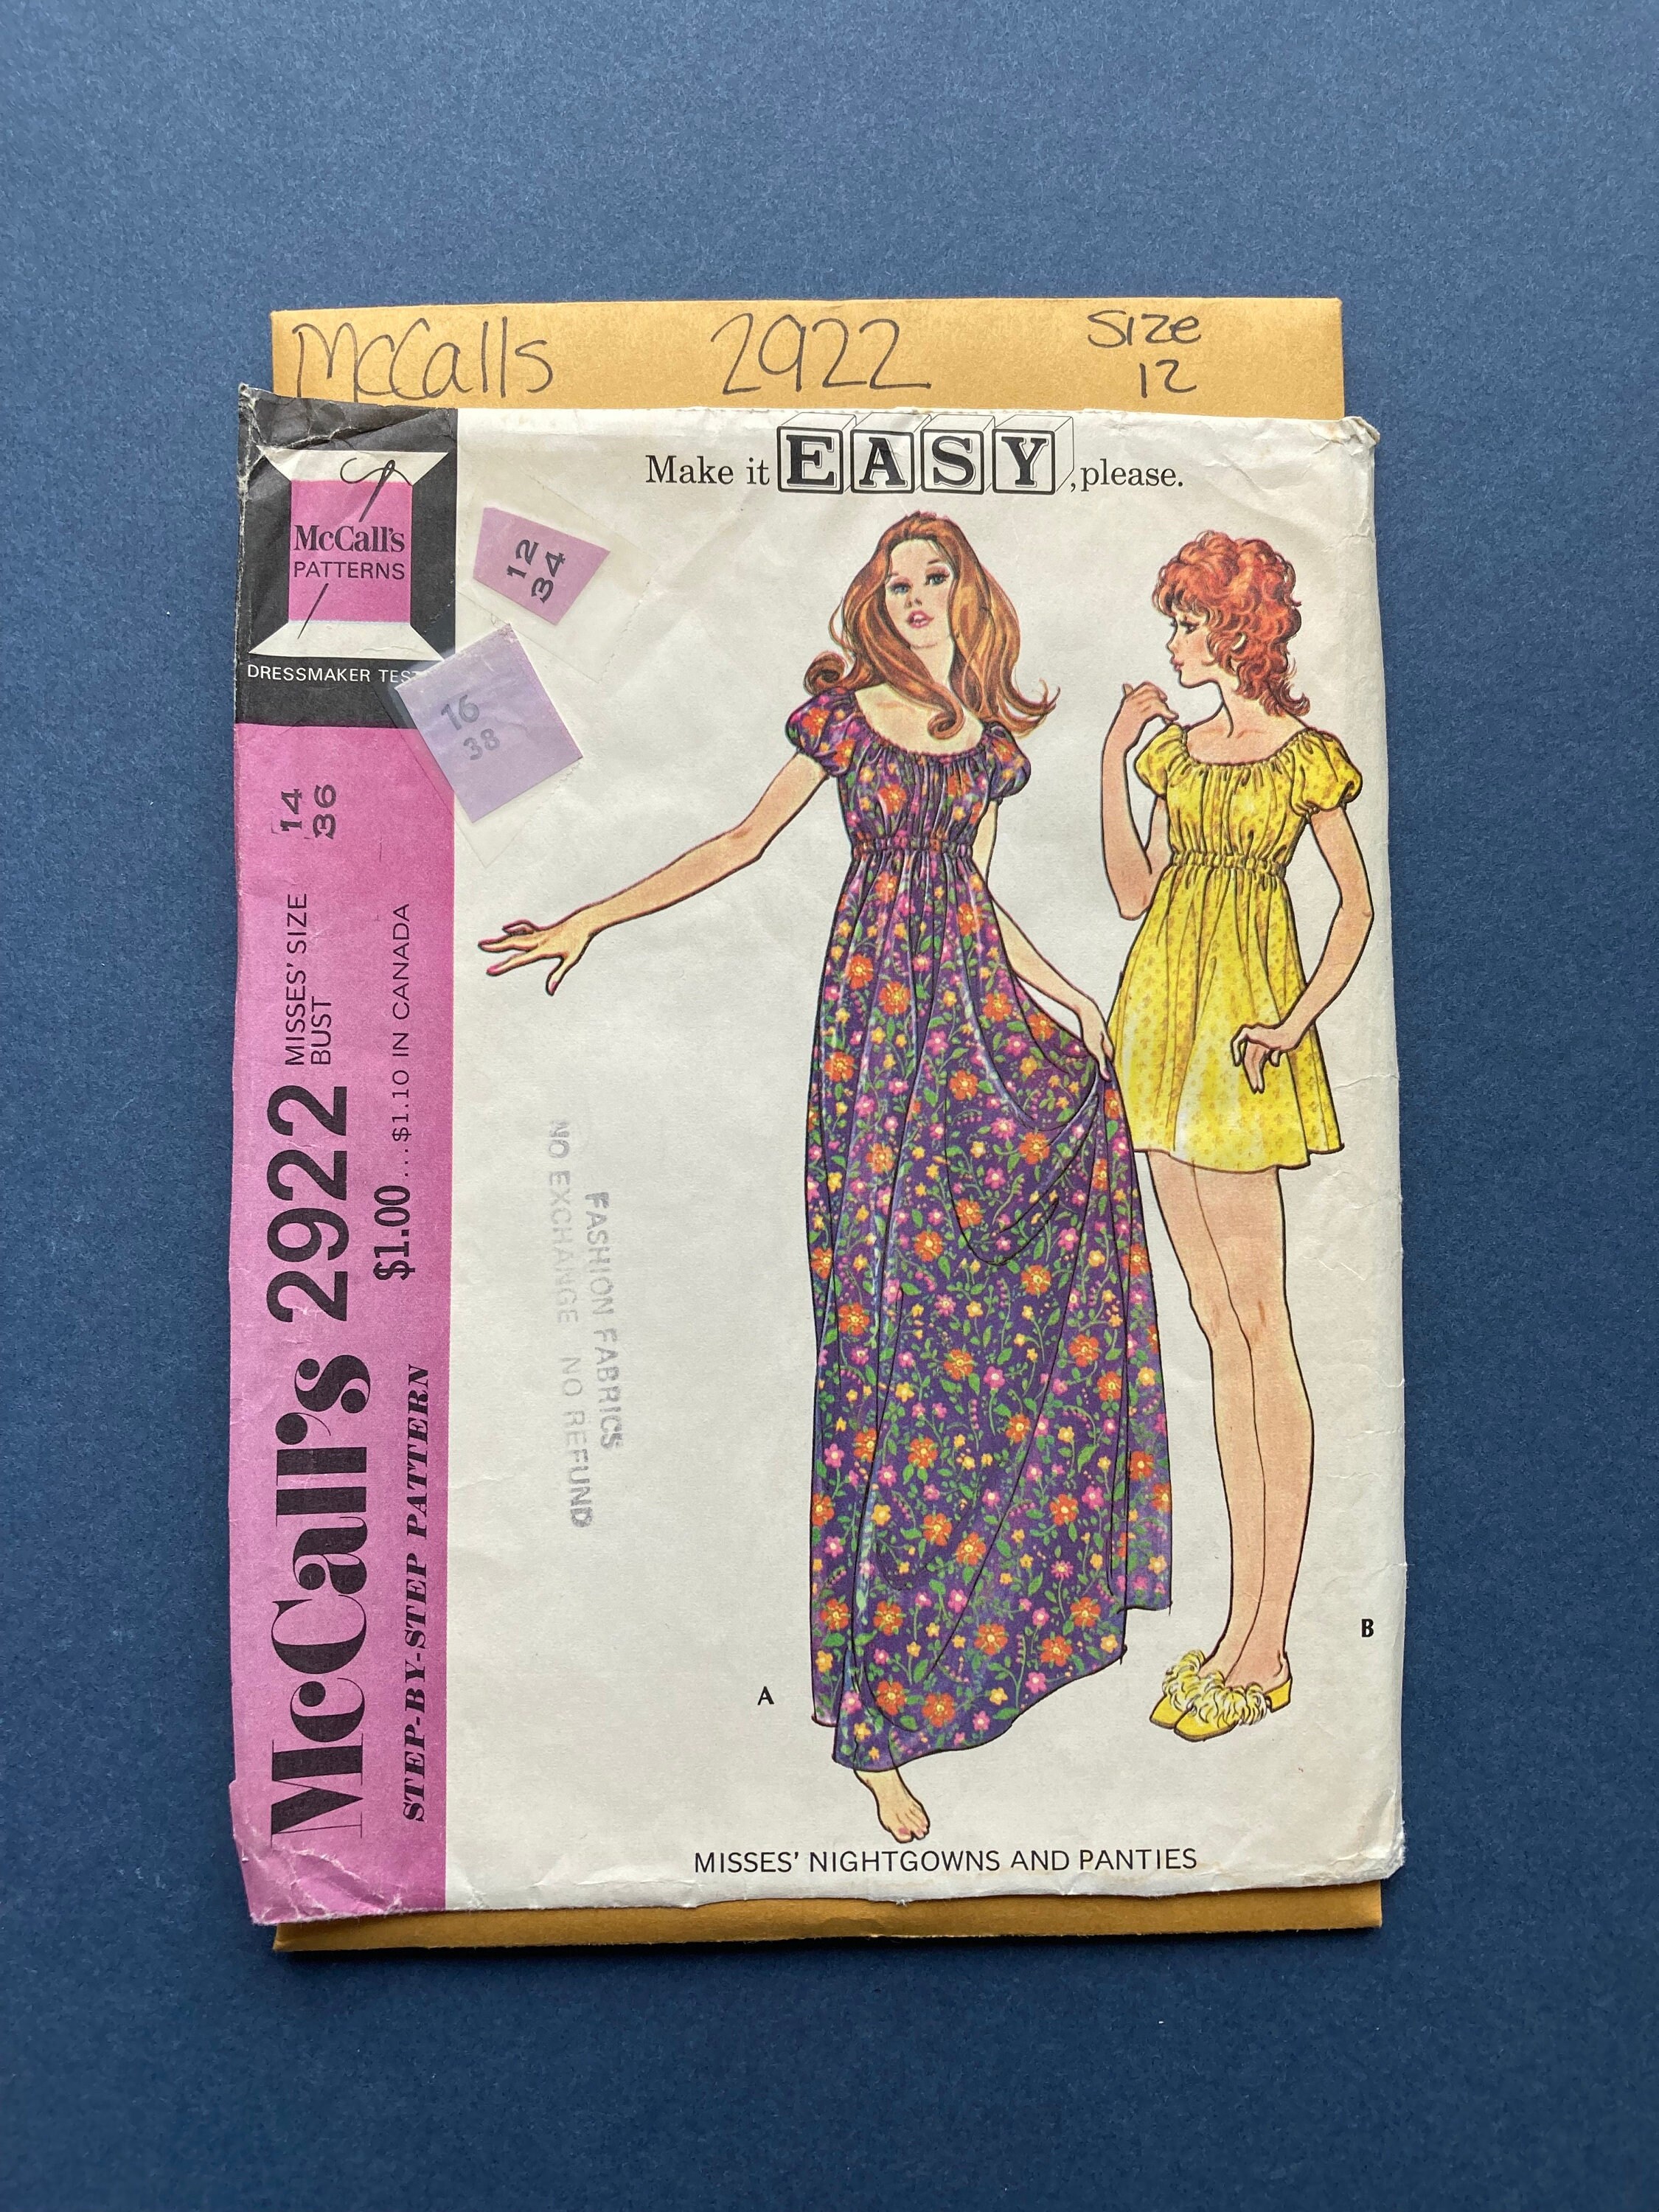 McCalls 2922 Size
12
Make it EASY, please.
McCall's
PATTERNS
DRESSMAKER TEST
12
34
16
38
14
36
MISSES' SIZE
BUST
McCall's 2922
$1.00...$1.10 IN CANADA
STEP-BY-STEP PATTERN
FASHION FABRICS
NO EXCHANGE NO REFUND
A
B
MISSES' NIGHTGOWNS AND PANTIES